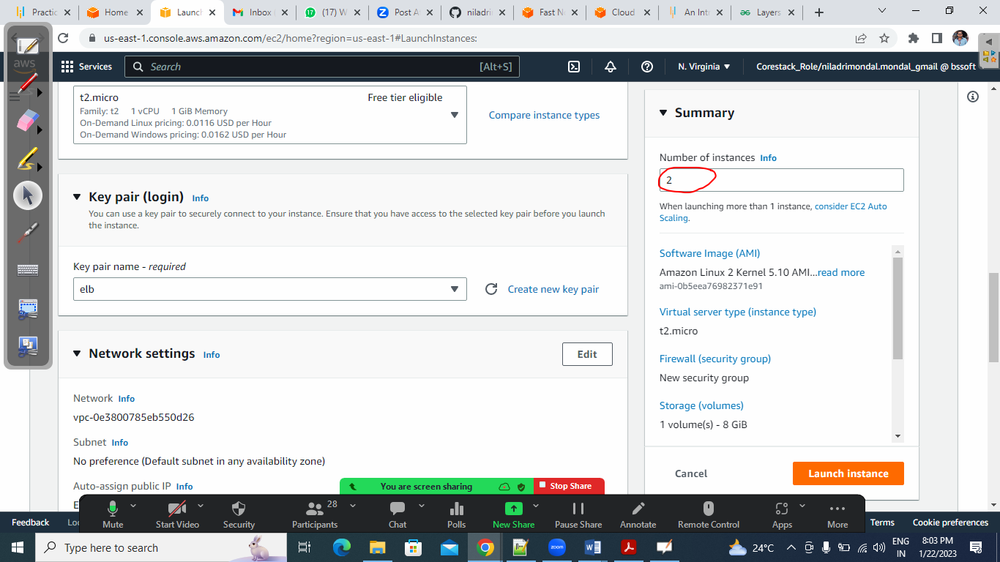 Practic
Home
Launch
Inbox
(17) W
Post A
niladri
Fast N
Cloud
An Int
Layers
us-east-1.console.aws.amazon.com/ec2/home?region=us-east-1#LaunchInstances:
aws
Services
Search
[Alt+S]
N. Virginia
Corestack_Role/niladrimondal.mondal_gmail @ bssoft
t2.micro
Free tier eligible
Family: t2 1 vCPU 1 GiB Memory
On-Demand Linux pricing: 0.0116 USD per Hour
On-Demand Windows pricing: 0.0162 USD per Hour
Compare instance types
Key pair (login) Info
You can use a key pair to securely connect to your instance. Ensure that you have access to the selected key pair before you launch
the instance.
Key pair name - required
elb
Create new key pair
Network settings Info
Edit
Network Info
vpc-0e3800785eb550d26
Subnet Info
No preference (Default subnet in any availability zone)
Auto-assign public IP Info
Summary
Number of instances Info
2
When launching more than 1 instance, consider EC2 Auto
Scaling.
Software Image (AMI)
Amazon Linux 2 Kernel 5.10 AMI...read more
ami-0b5eea76982371e91
Virtual server type (instance type)
t2.micro
Firewall (security group)
New security group
Storage (volumes)
1 volume(s) - 8 GiB
Cancel
Launch instance
You are screen sharing
Stop Share
Mute
Start Video
Security
Participants
28
Chat
Polls
New Share
Pause Share
Annotate
Remote Control
Apps
More
Feedback
Terms
Cookie preferences
Type here to search
zoom
24°C
ENG
IN
8:03 PM
1/22/2023